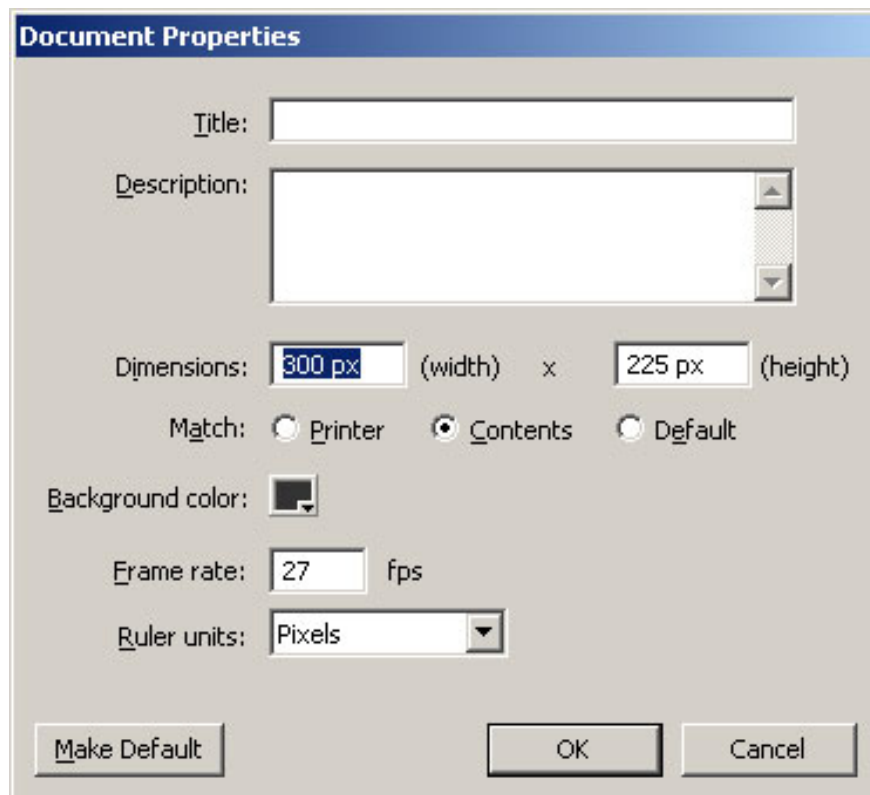 Document Properties
Title:
Description:
Dimensions: 300 px (width) x 225 px (height)
Match: Printer Contents Default
Background color:
Frame rate: 27 fps
Ruler units: Pixels
Make Default OK Cancel